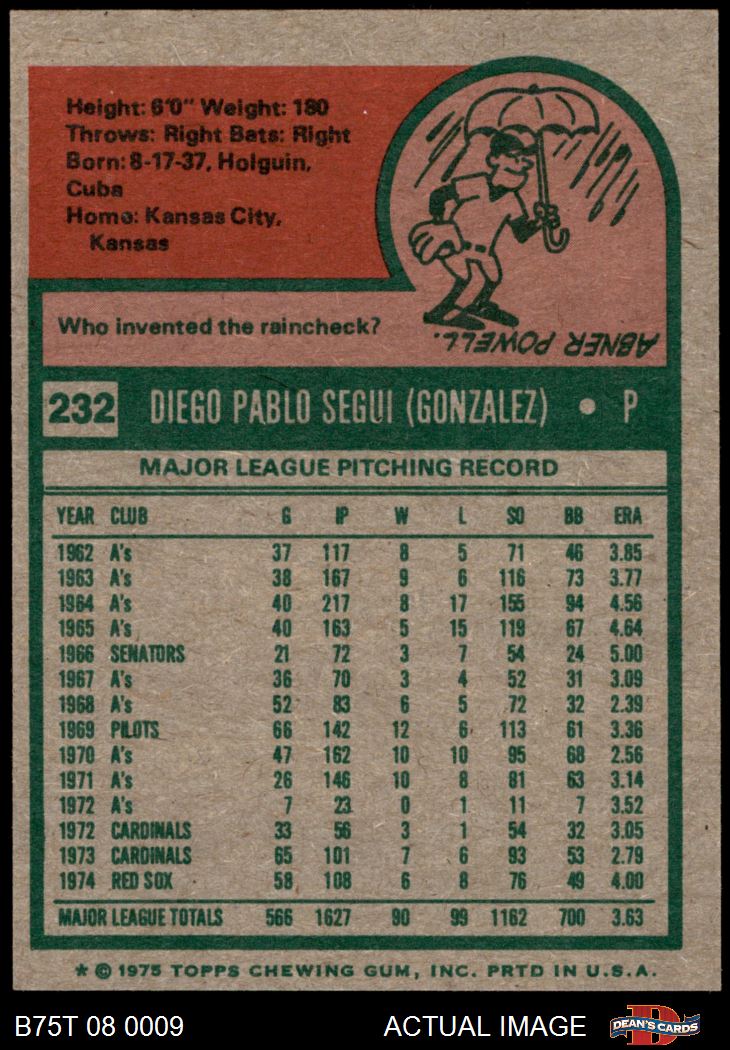 Height: 6'0" Weight: 180
Throws: Right Bats: Right
Born: 8-17-37, Holguin,
Cuba
Home: Kansas City,
Kansas
Who invented the raincheck?
ABNER POWELL.
232 DIEGO PABLO SEGUI (GONZALEZ) • P
MAJOR LEAGUE PITCHING RECORD
YEAR CLUB G IP W L SO BB ERA
1962 A's 37 117 8 5 71 46 3.85
1963 A's 38 167 9 6 116 73 3.77
1964 A's 40 217 8 17 155 94 4.56
1965 A's 40 163 5 15 119 67 4.64
1966 SENATORS 21 72 3 7 54 24 5.00
1967 A's 36 70 3 4 52 31 3.09
1968 A's 52 83 6 5 72 32 2.39
1969 PILOTS 66 142 12 6 113 61 3.36
1970 A's 47 162 10 10 95 68 2.56
1971 A's 26 146 10 8 81 63 3.14
1972 A's 7 23 0 1 11 7 3.52
1972 CARDINALS 33 56 3 1 54 32 3.05
1973 CARDINALS 65 101 7 6 93 53 2.79
1974 RED SOX 58 108 6 8 76 49 4.00
MAJOR LEAGUE TOTALS 566 1627 90 99 1162 700 3.63
* © 1975 TOPPS CHEWING GUM, INC. PRTD IN U.S.A.
B75T 08 0009 ACTUAL IMAGE D DEAN'S CARDS